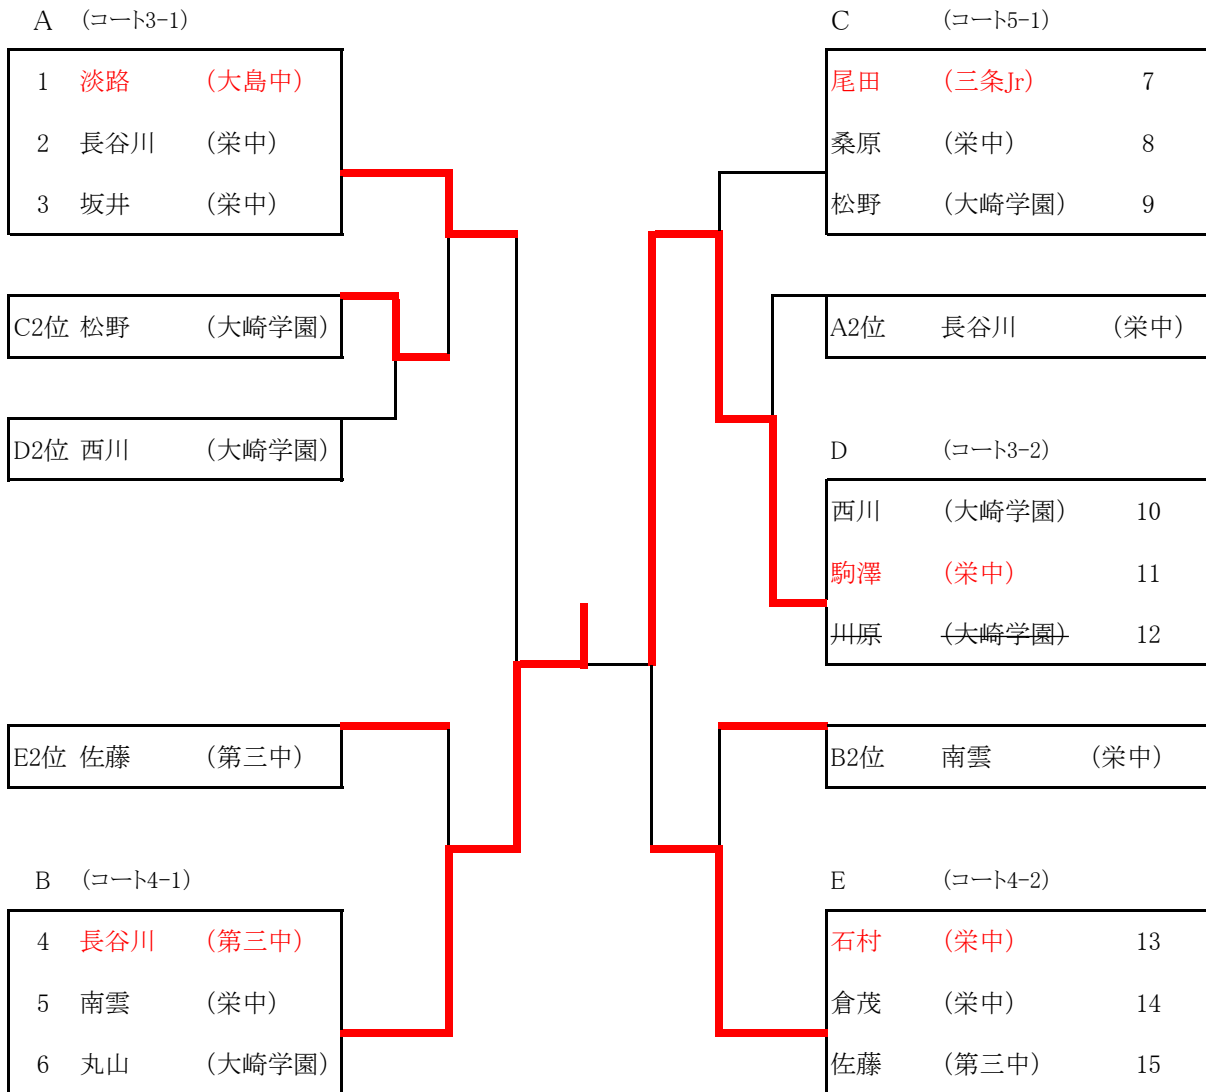 A (コート3-1)
1 淡路 (大島中)
2 長谷川 (栄中)
3 坂井 (栄中)
C2位 松野 (大崎学園)
D2位 西川 (大崎学園)
E2位 佐藤 (第三中)
B (コート4-1)
4 長谷川 (第三中)
5 南雲 (栄中)
6 丸山 (大崎学園)
C (コート5-1)
尾田 (三条Jr) 7
桑原 (栄中) 8
松野 (大崎学園) 9
A2位 長谷川 (栄中)
D (コート3-2)
西川 (大崎学園) 10
駒澤 (栄中) 11
川原 (大崎学園) 12
B2位 南雲 (栄中)
E (コート4-2)
石村 (栄中) 13
倉茂 (栄中) 14
佐藤 (第三中) 15